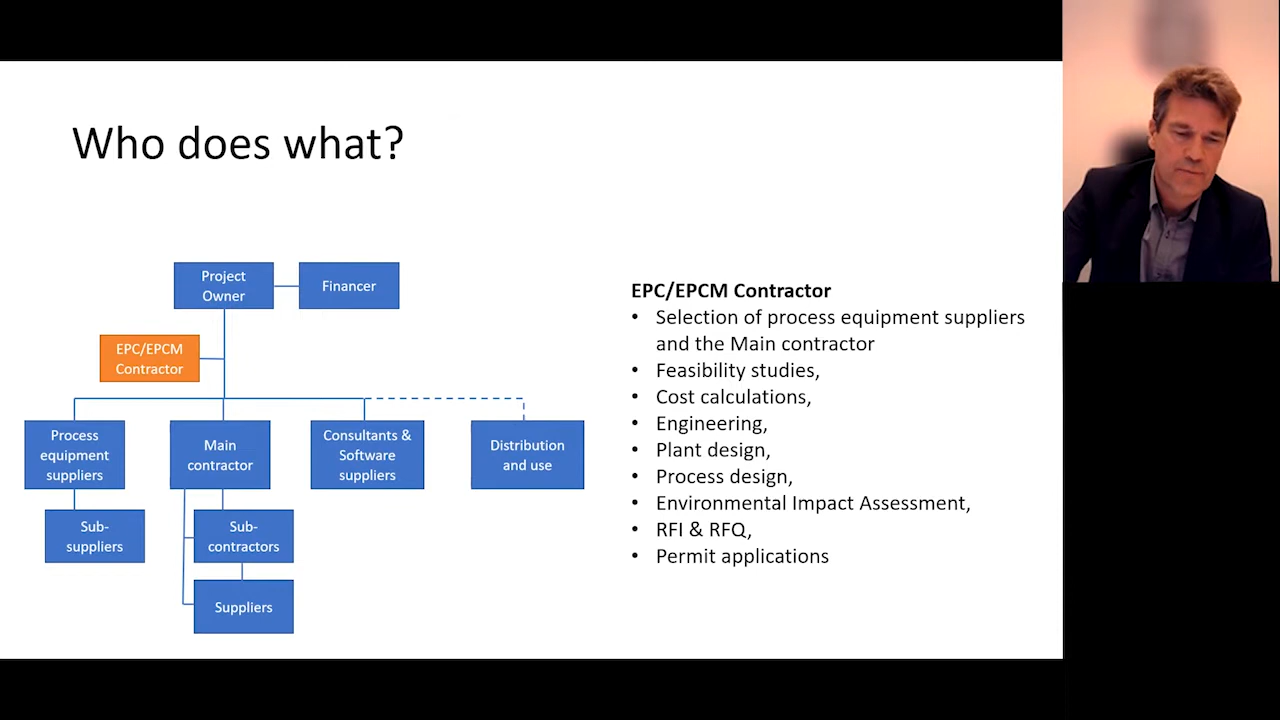 Who does what?
Project
Owner
Financer
EPC/EPCM
Contractor
Process
equipment
suppliers
Main
contractor
Consultants &
Software
suppliers
Distribution
and use
Sub-
suppliers
Sub-
contractors
Suppliers
EPC/EPCM Contractor
• Selection of process equipment suppliers
and the Main contractor
• Feasibility studies,
• Cost calculations,
• Engineering,
• Plant design,
• Process design,
• Environmental Impact Assessment,
• RFI & RFQ,
• Permit applications